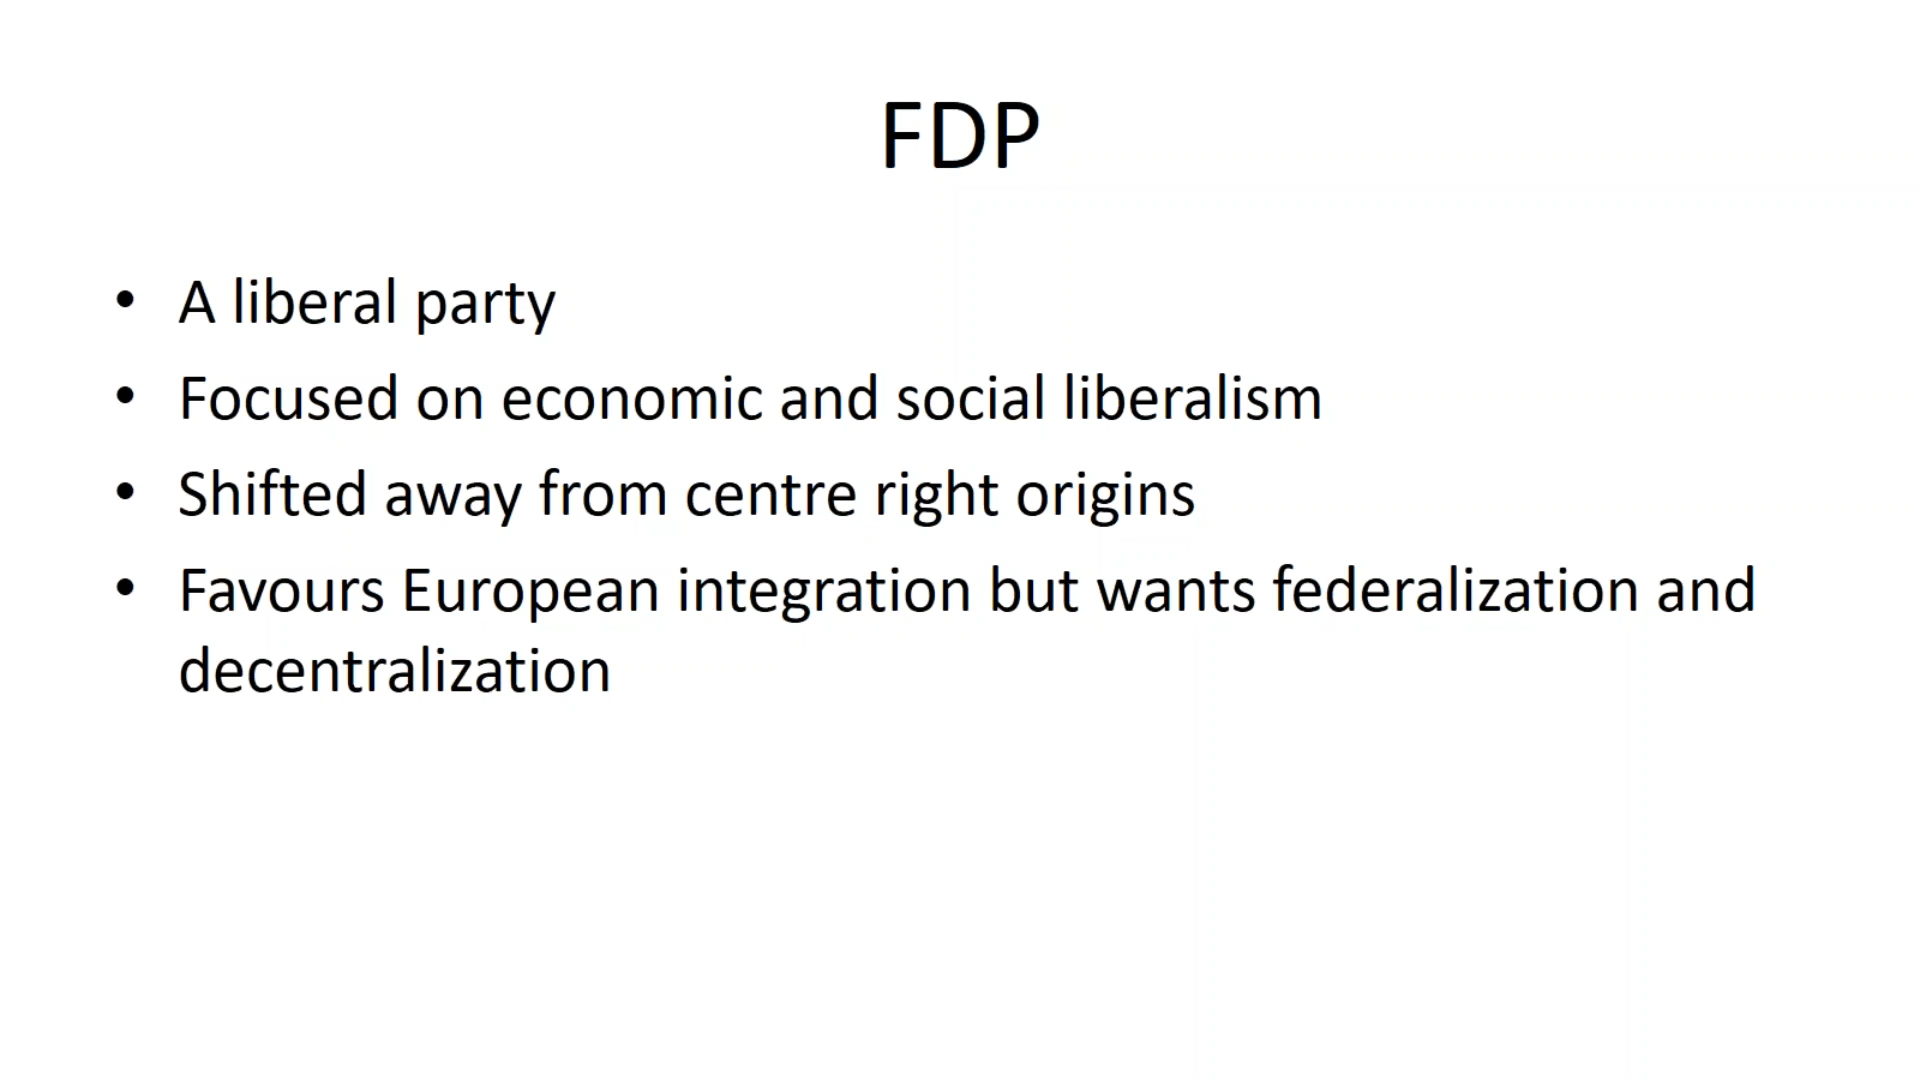 FDP
• A liberal party
• Focused on economic and social liberalism
• Shifted away from centre right origins
• Favours European integration but wants federalization and
decentralization